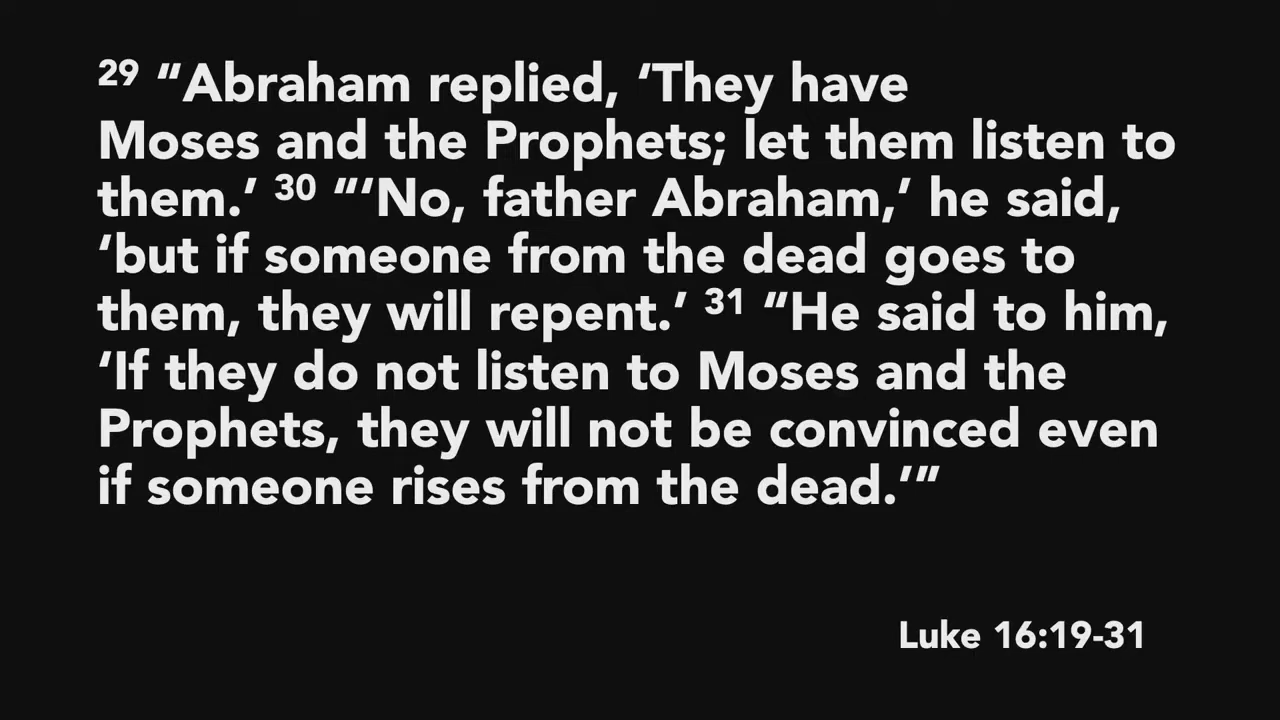 29 “Abraham replied, ‘They have
Moses and the Prophets; let them listen to
them.’ 30 “‘No, father Abraham,’ he said,
‘but if someone from the dead goes to
them, they will repent.’ 31 “He said to him,
‘If they do not listen to Moses and the
Prophets, they will not be convinced even
if someone rises from the dead.’”
Luke 16:19-31